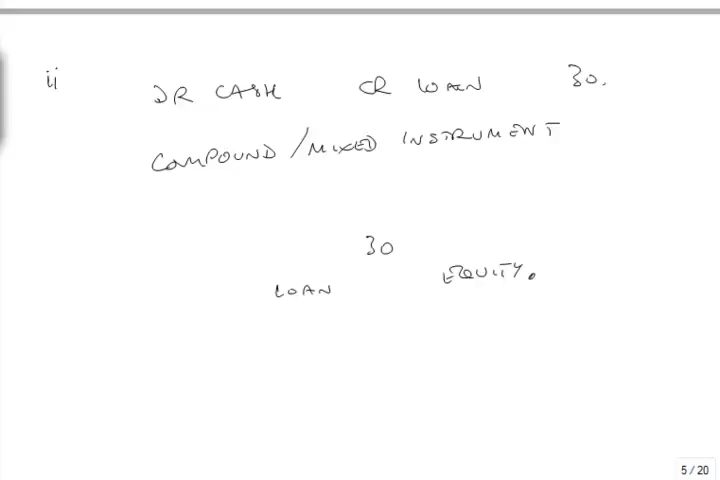 ii DR CASH CR LOAN 30.
COMPOUND / MIXED INSTRUMENT
30
LOAN EQUITY.
5 / 20